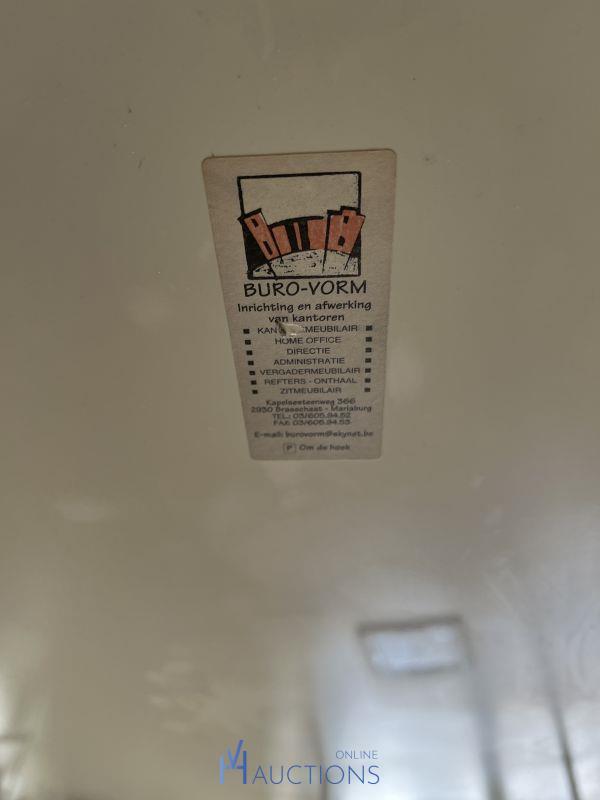 BURO-VORM
Inrichting en afwerking
van kantoren
HOME OFFICE
DIRECTIE
ADMINISTRATIE
VERGADERMEUBILAIR
REFTERS - ONTHAAL
ZITMEUBILAIR
Kapelsesteenweg 366
2930 Brasschaat - Mariaburg
TEL.: 03/605.94.52
FAX: 03/605.94.53
E-mail: burovorm@skynet.be
P Om de hoek
ONLINE
AUCTIONS